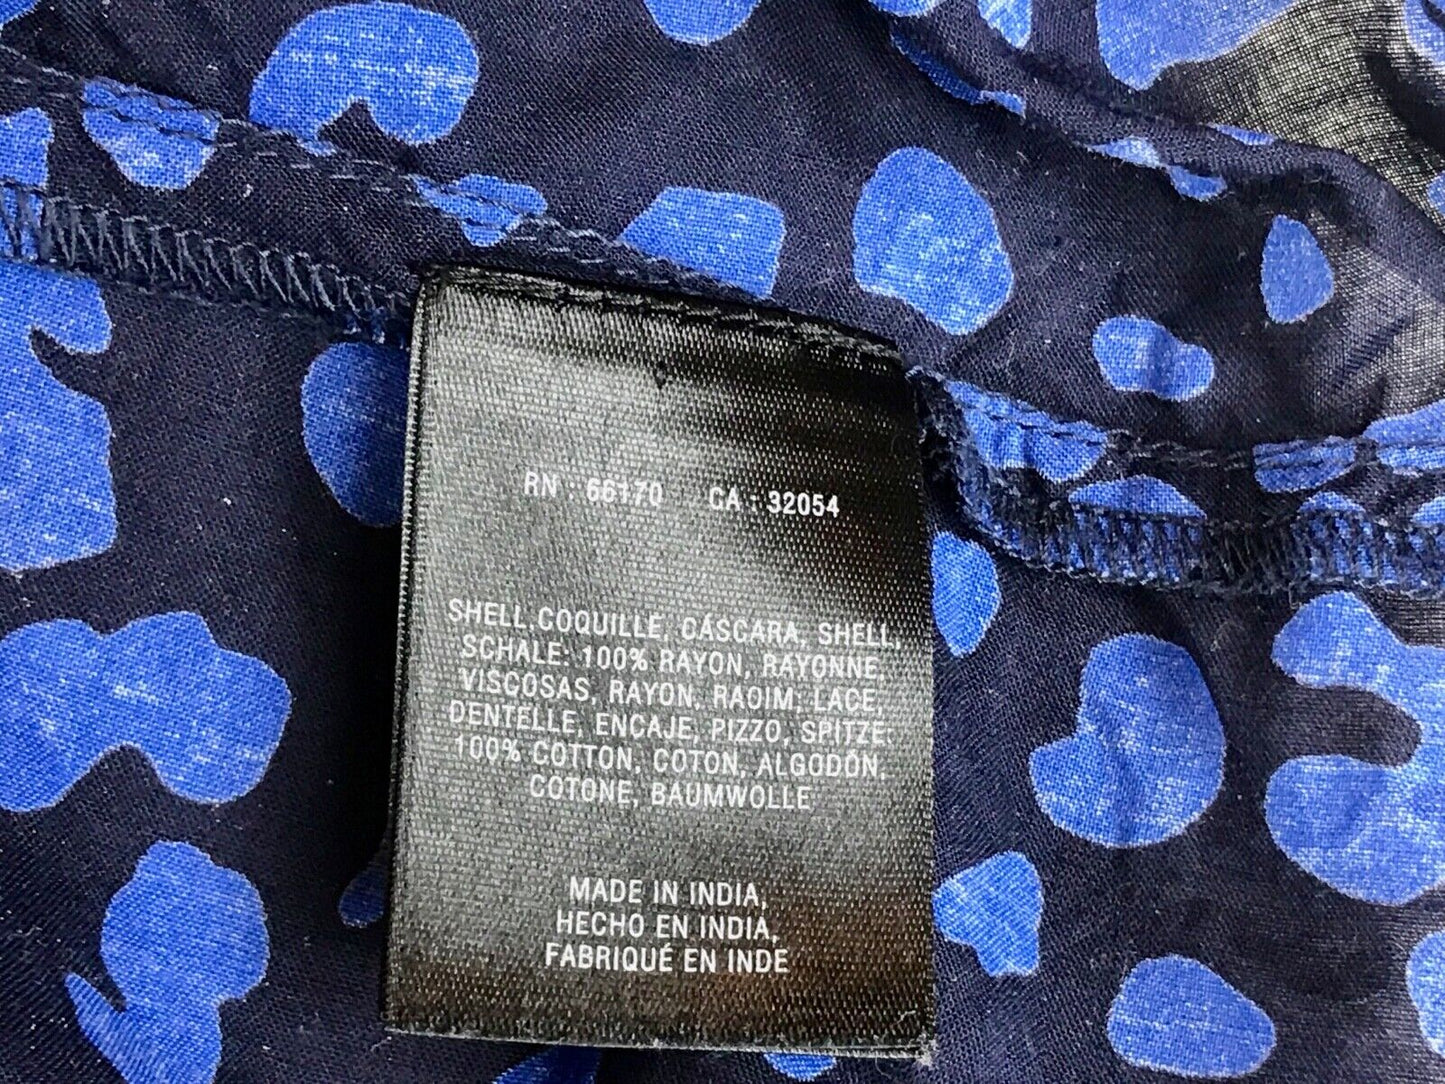 RN : 66170 CA : 32054
SHELL, COQUILLE, CÁSCARA, SHELL,
SCHALE: 100% RAYON, RAYONNE,
VISCOSAS, RAYON, RAOIM; LACE,
DENTELLE, ENCAJE, PIZZO, SPITZE:
100% COTTON, COTON, ALGODÓN,
COTONE, BAUMWOLLE
MADE IN INDIA,
HECHO EN INDIA,
FABRIQUÉ EN INDE